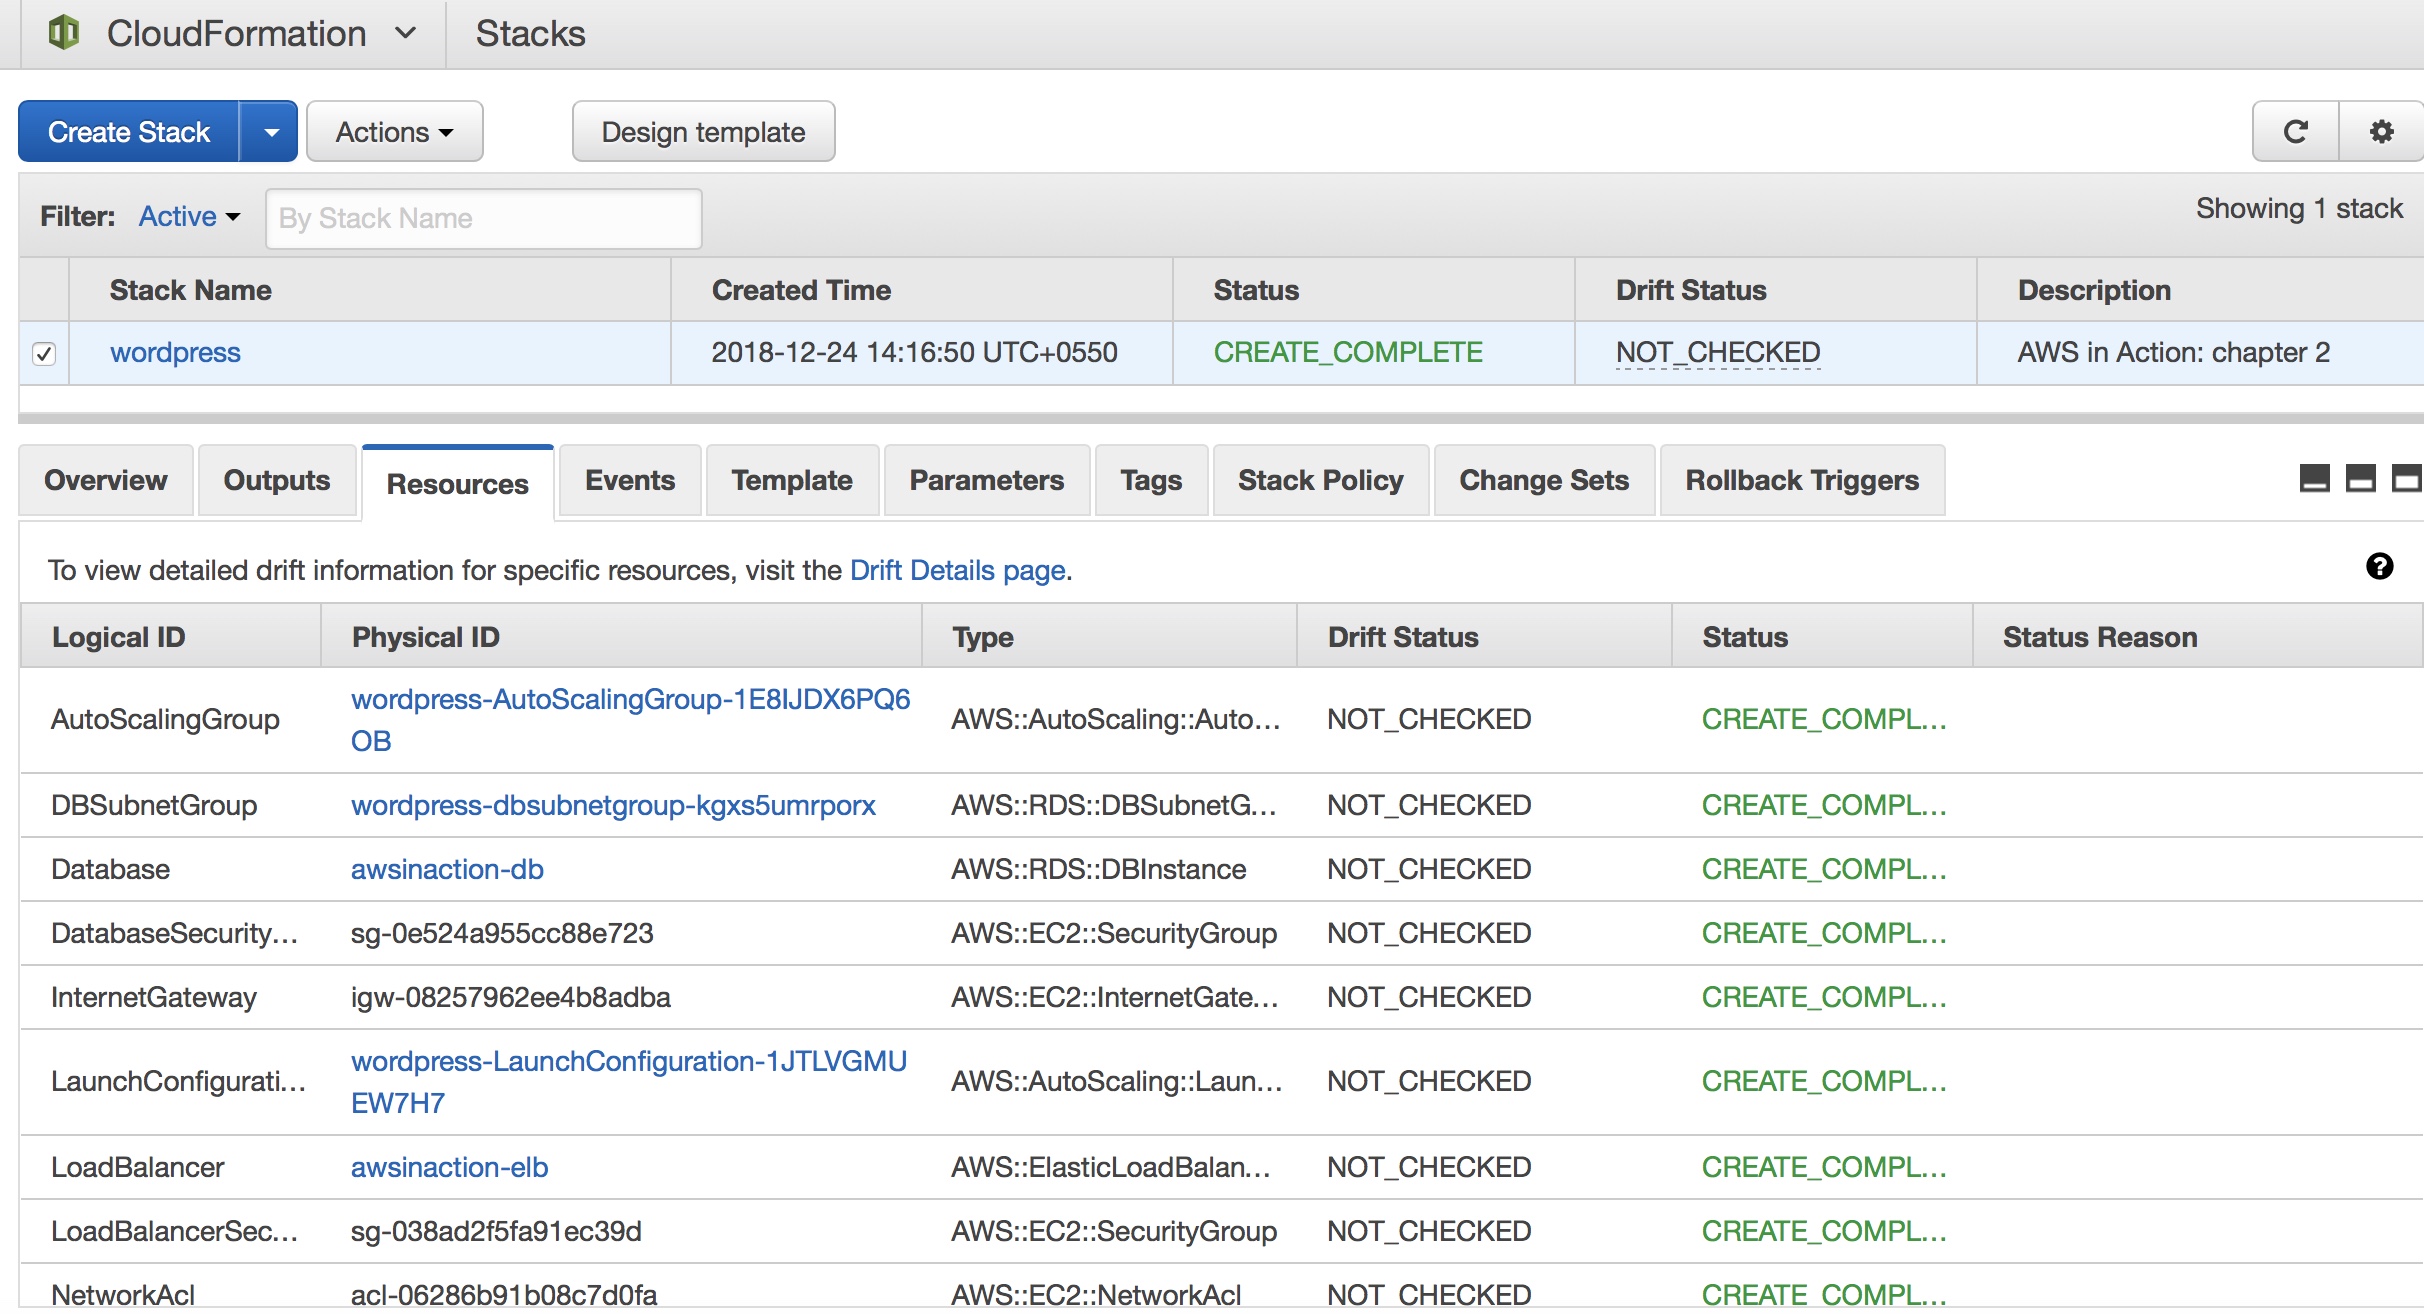 CloudFormation Stacks
Create Stack Actions Design template
Filter: Active By Stack Name Showing 1 stack
Stack Name Created Time Status Drift Status Description
wordpress 2018-12-24 14:16:50 UTC+0550 CREATE_COMPLETE NOT_CHECKED AWS in Action: chapter 2
Overview Outputs Resources Events Template Parameters Tags Stack Policy Change Sets Rollback Triggers
To view detailed drift information for specific resources, visit the Drift Details page.
Logical ID Physical ID Type Drift Status Status Status Reason
AutoScalingGroup wordpress-AutoScalingGroup-1E8IJDX6PQ6 AWS::AutoScaling::Auto... NOT_CHECKED CREATE_COMPL...
OB
DBSubnetGroup wordpress-dbsubnetgroup-kgxs5umrporx AWS::RDS::DBSubnetG... NOT_CHECKED CREATE_COMPL...
Database awsinaction-db AWS::RDS::DBInstance NOT_CHECKED CREATE_COMPL...
DatabaseSecurity... sg-0e524a955cc88e723 AWS::EC2::SecurityGroup NOT_CHECKED CREATE_COMPL...
InternetGateway igw-08257962ee4b8adba AWS::EC2::InternetGate... NOT_CHECKED CREATE_COMPL...
LaunchConfigurati... wordpress-LaunchConfiguration-1JTLVGMU AWS::AutoScaling::Laun... NOT_CHECKED CREATE_COMPL...
EW7H7
LoadBalancer awsinaction-elb AWS::ElasticLoadBalan... NOT_CHECKED CREATE_COMPL...
LoadBalancerSec... sg-038ad2f5fa91ec39d AWS::EC2::SecurityGroup NOT_CHECKED CREATE_COMPL...
NetworkAcl acl-06286b91b08c7d0fa AWS::EC2::NetworkAcl NOT_CHECKED CREATE_COMPL...